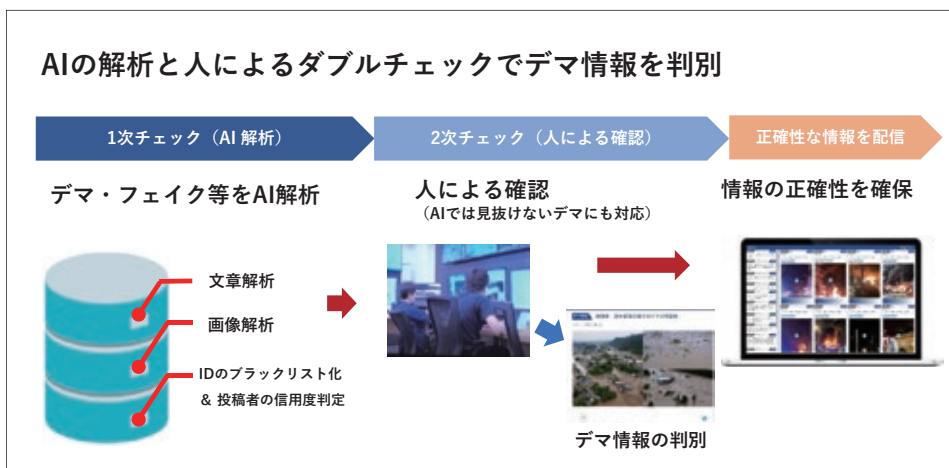 AIの解析と人によるダブルチェックでデマ情報を判別
1次チェック（AI 解析）
2次チェック（人による確認）
正確性な情報を配信
デマ・フェイク等をAI解析
人による確認
（AIでは見抜けないデマにも対応）
情報の正確性を確保
文章解析
画像解析
IDのブラックリスト化
& 投稿者の信用度判定
デマ情報の判別